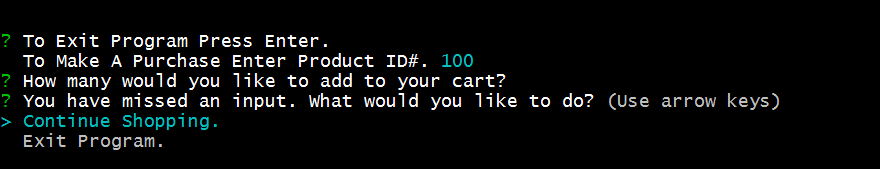 ? To Exit Program Press Enter.
To Make A Purchase Enter Product ID#. 100
? How many would you like to add to your cart?
? You have missed an input. What would you like to do? (Use arrow keys)
> Continue Shopping.
Exit Program.